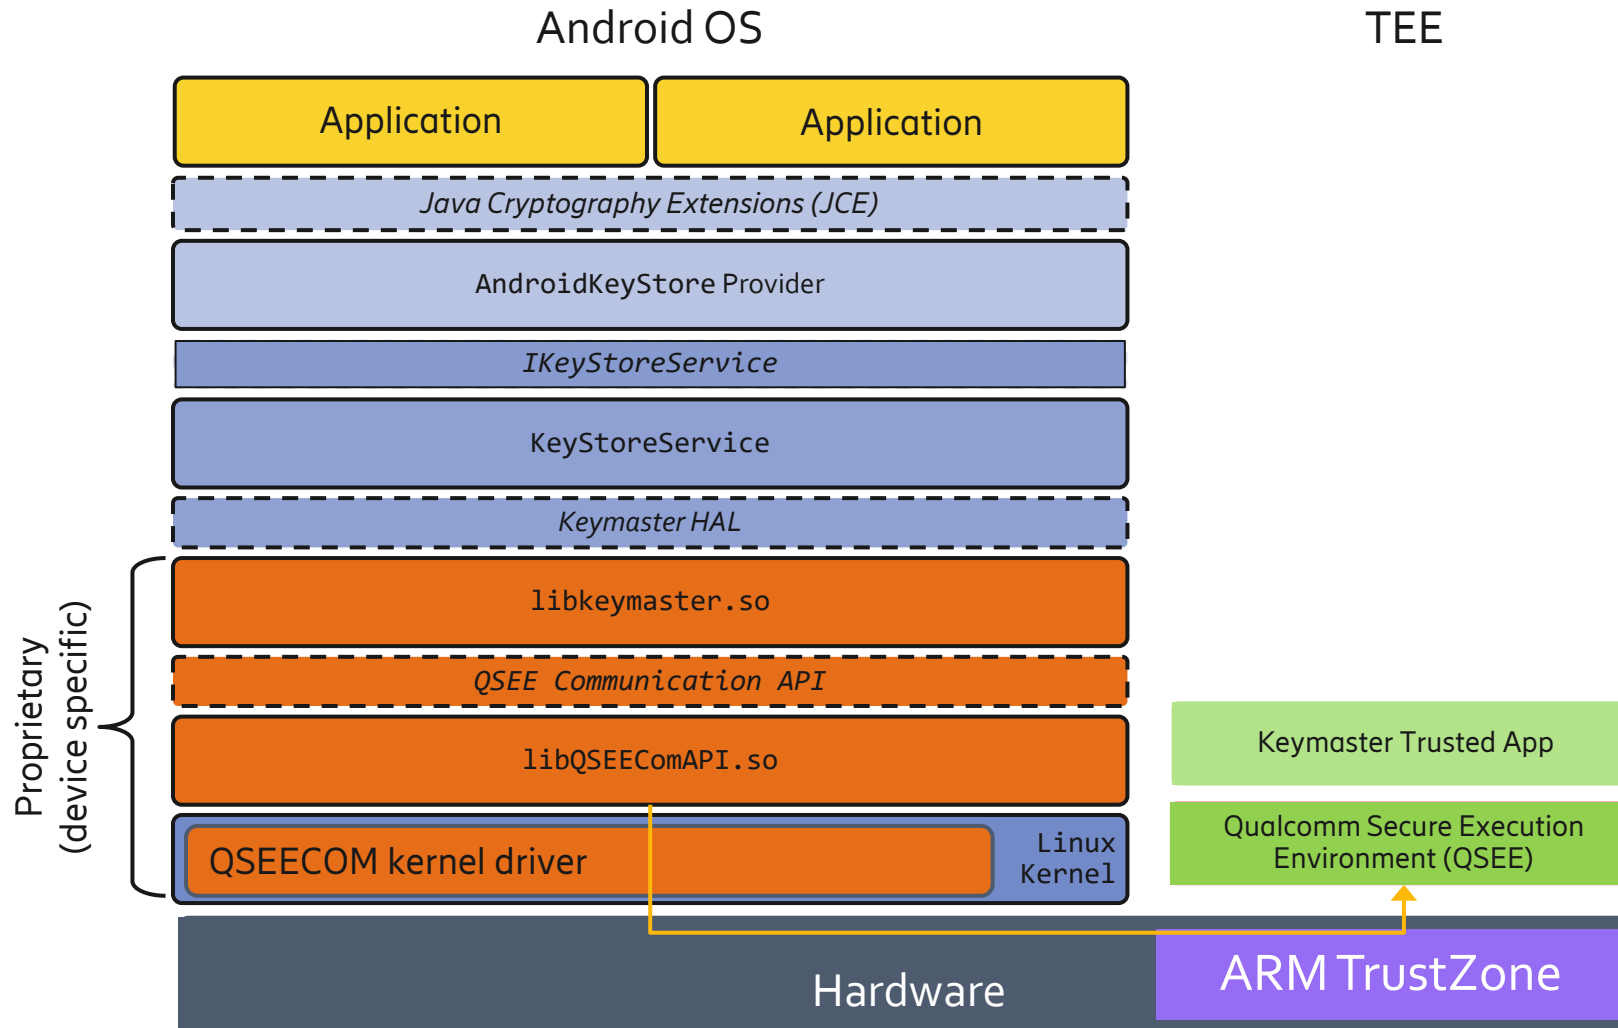 Android OS
TEE
Application
Application
Java Cryptography Extensions (JCE)
AndroidKeyStore Provider
IKeyStoreService
KeyStoreService
Keymaster HAL
libkeymaster.so
QSEE Communication API
libQSEEComAPI.so
QSEECOM kernel driver
Linux
Kernel
Proprietary
(device specific)
Keymaster Trusted App
Qualcomm Secure Execution
Environment (QSEE)
Hardware
ARM TrustZone